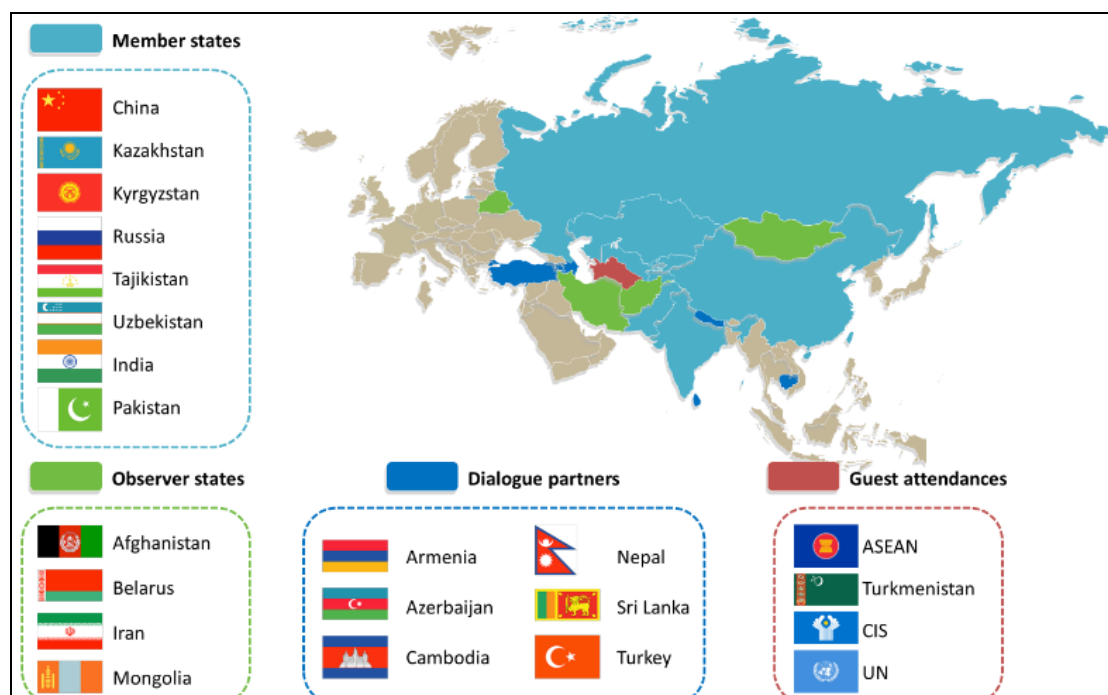 Member states
China
Kazakhstan
Kyrgyzstan
Russia
Tajikistan
Uzbekistan
India
Pakistan
Observer states
Afghanistan
Belarus
Iran
Mongolia
Dialogue partners
Armenia
Azerbaijan
Cambodia
Nepal
Sri Lanka
Turkey
Guest attendances
ASEAN
Turkmenistan
CIS
UN